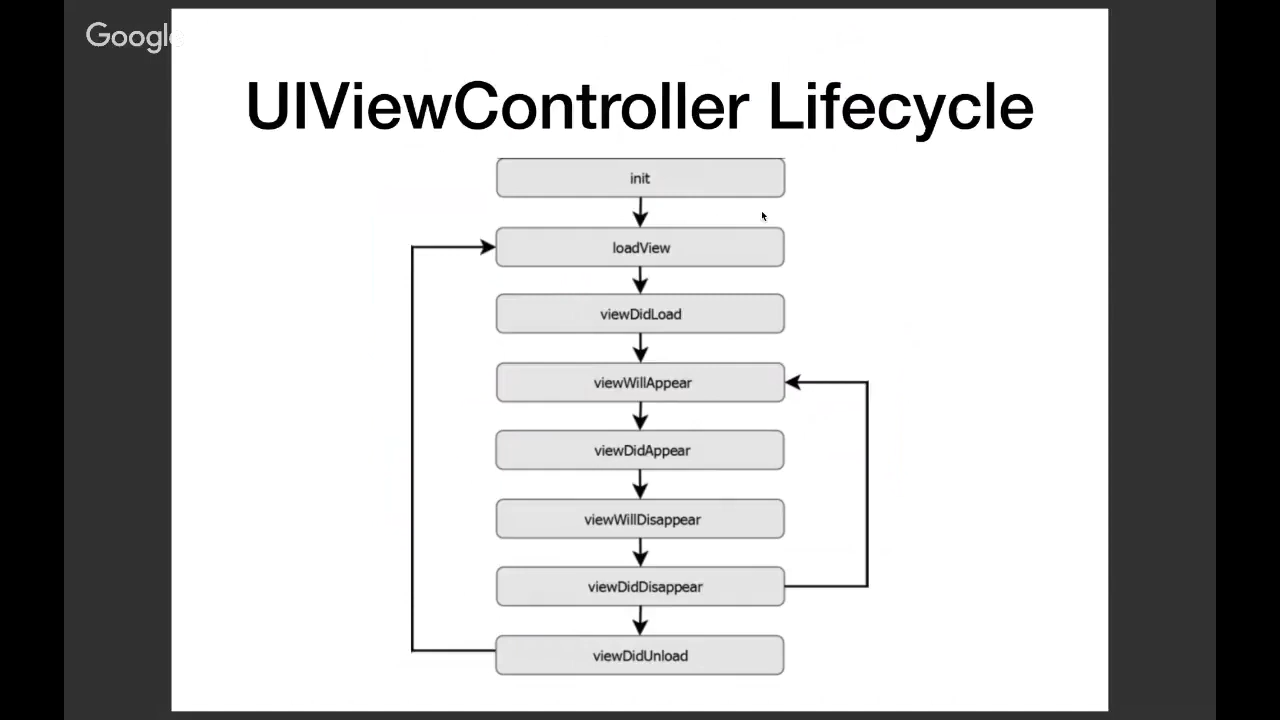 Google
UIViewController Lifecycle
init
loadView
viewDidLoad
viewWillAppear
viewDidAppear
viewWillDisappear
viewDidDisappear
viewDidUnload